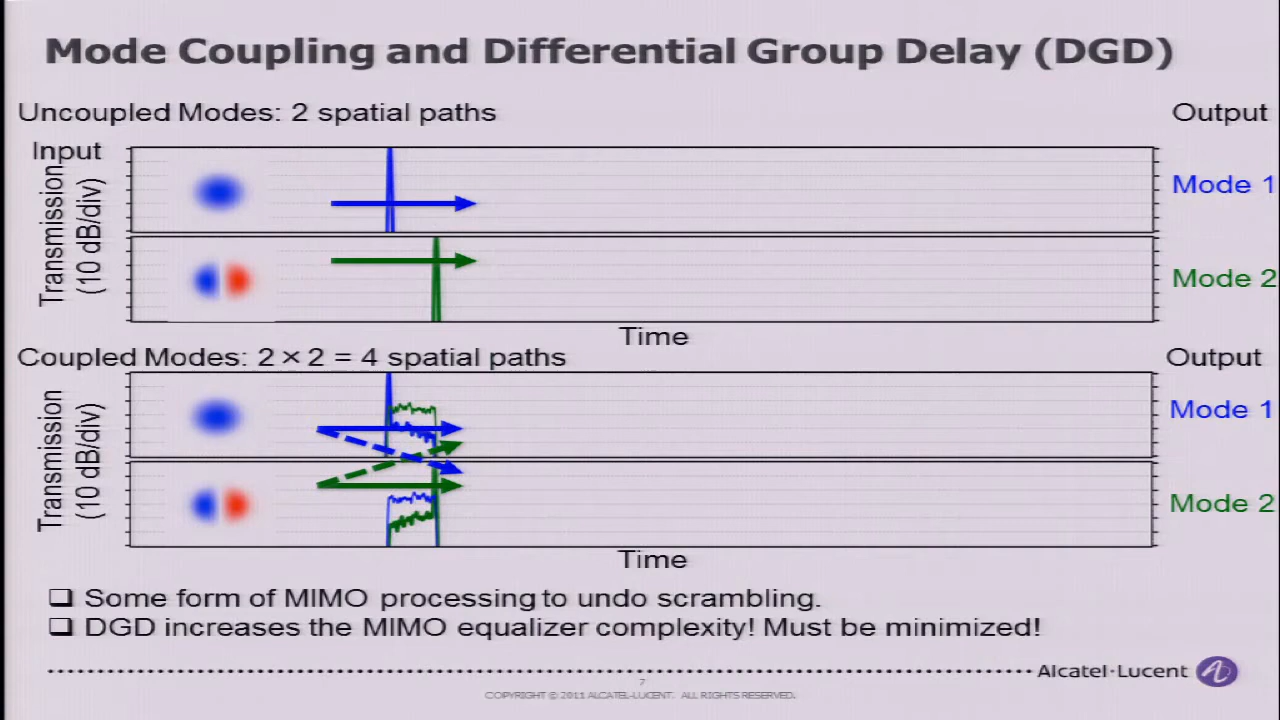 Mode Coupling and Differential Group Delay (DGD)
Uncoupled Modes: 2 spatial paths
Output
Input
Transmission
(10 dB/div)
Mode 1
Mode 2
Time
Coupled Modes: 2 × 2 = 4 spatial paths
Output
Transmission
(10 dB/div)
Mode 1
Mode 2
Time
❑ Some form of MIMO processing to undo scrambling.
❑ DGD increases the MIMO equalizer complexity! Must be minimized!
Alcatel·Lucent
7
COPYRIGHT © 2011 ALCATEL-LUCENT. ALL RIGHTS RESERVED.